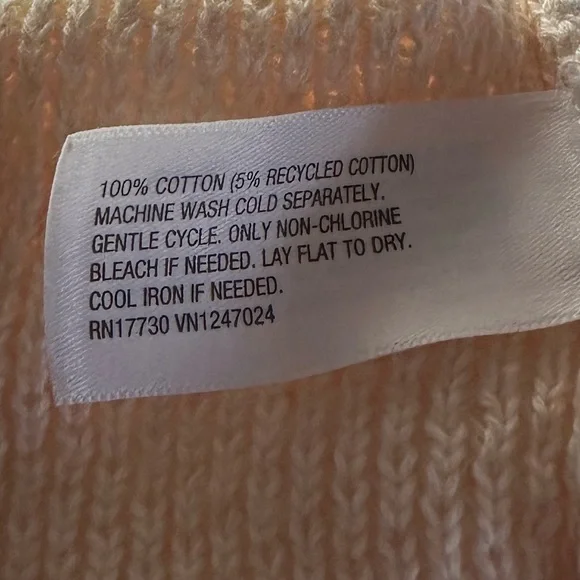 100% COTTON (5% RECYCLED COTTON)
MACHINE WASH COLD SEPARATELY.
GENTLE CYCLE. ONLY NON-CHLORINE
BLEACH IF NEEDED. LAY FLAT TO DRY.
COOL IRON IF NEEDED.
RN17730 VN1247024